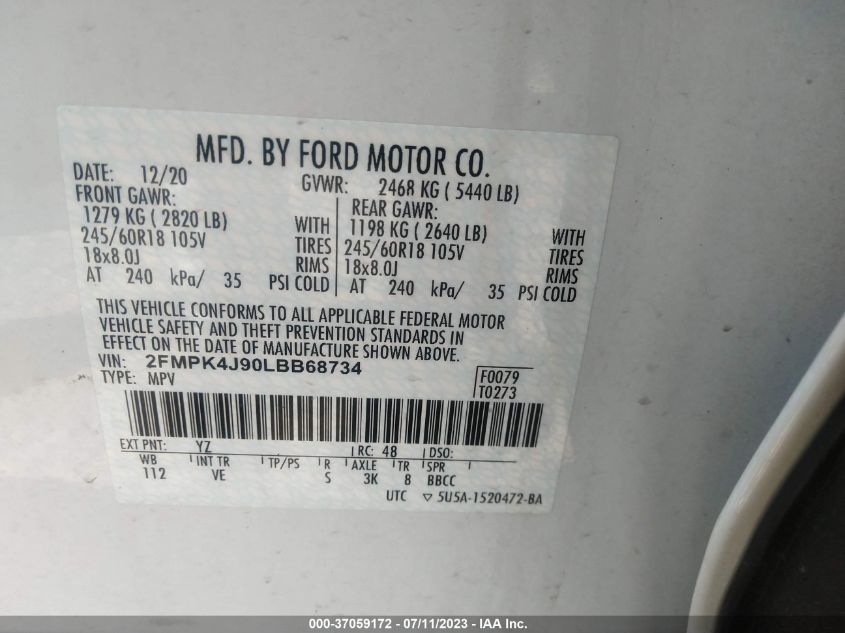 MFD. BY FORD MOTOR CO.
DATE: 12/20 GVWR: 2468 KG ( 5440 LB)
FRONT GAWR: REAR GAWR:
1279 KG ( 2820 LB) WITH 1198 KG ( 2640 LB) WITH
245/60R18 105V TIRES 245/60R18 105V TIRES
18x8.0J RIMS 18x8.0J RIMS
AT 240 kPa/ 35 PSI COLD AT 240 kPa/ 35 PSI COLD
THIS VEHICLE CONFORMS TO ALL APPLICABLE FEDERAL MOTOR
VEHICLE SAFETY AND THEFT PREVENTION STANDARDS IN
EFFECT ON THE DATE OF MANUFACTURE SHOWN ABOVE.
VIN: 2FMPK4J90LBB68734 F0079
TYPE: MPV T0273
EXT PNT: YZ RC: 48 DSO:
WB INT TR TP/PS R AXLE TR SPR
112 VE S 3K 8 BBCC
UTC ▽ 5U5A-1520472-BA
000-37059172 - 07/11/2023 - IAA Inc.